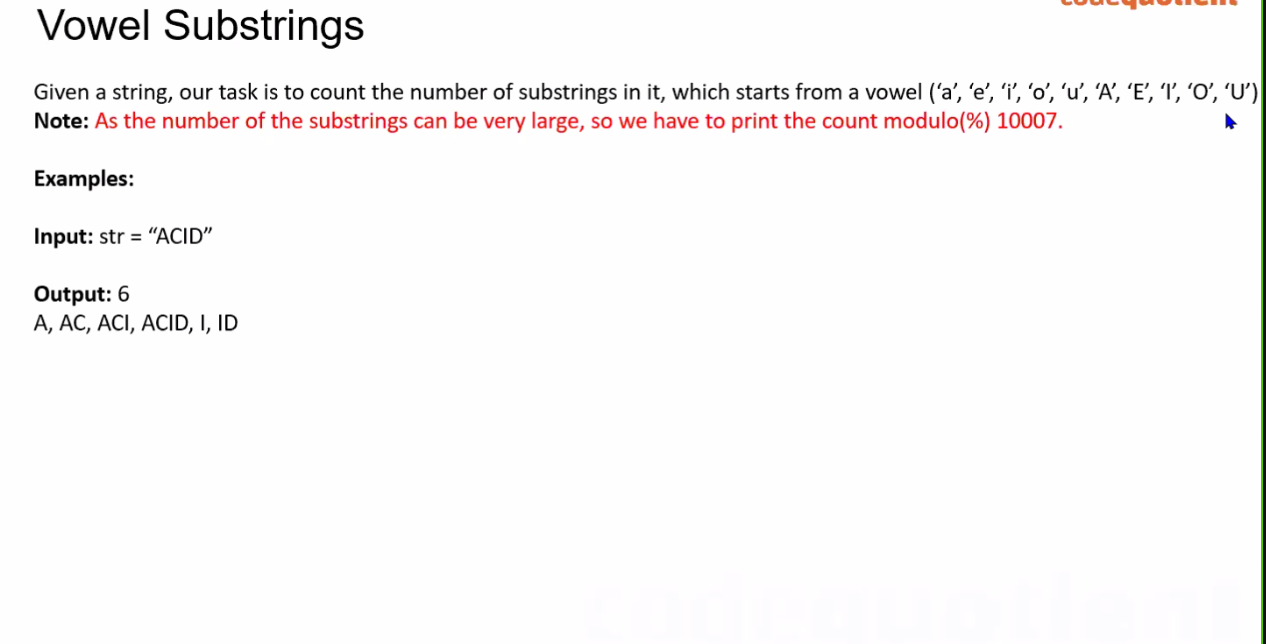 codequotient
Vowel Substrings
Given a string, our task is to count the number of substrings in it, which starts from a vowel (‘a’, ‘e’, ‘i’, ‘o’, ‘u’, ‘A’, ‘E’, ‘I’, ‘O’, ‘U’)
Note: As the number of the substrings can be very large, so we have to print the count modulo(%) 10007.
Examples:
Input: str = “ACID”
Output: 6
A, AC, ACI, ACID, I, ID
codequotient